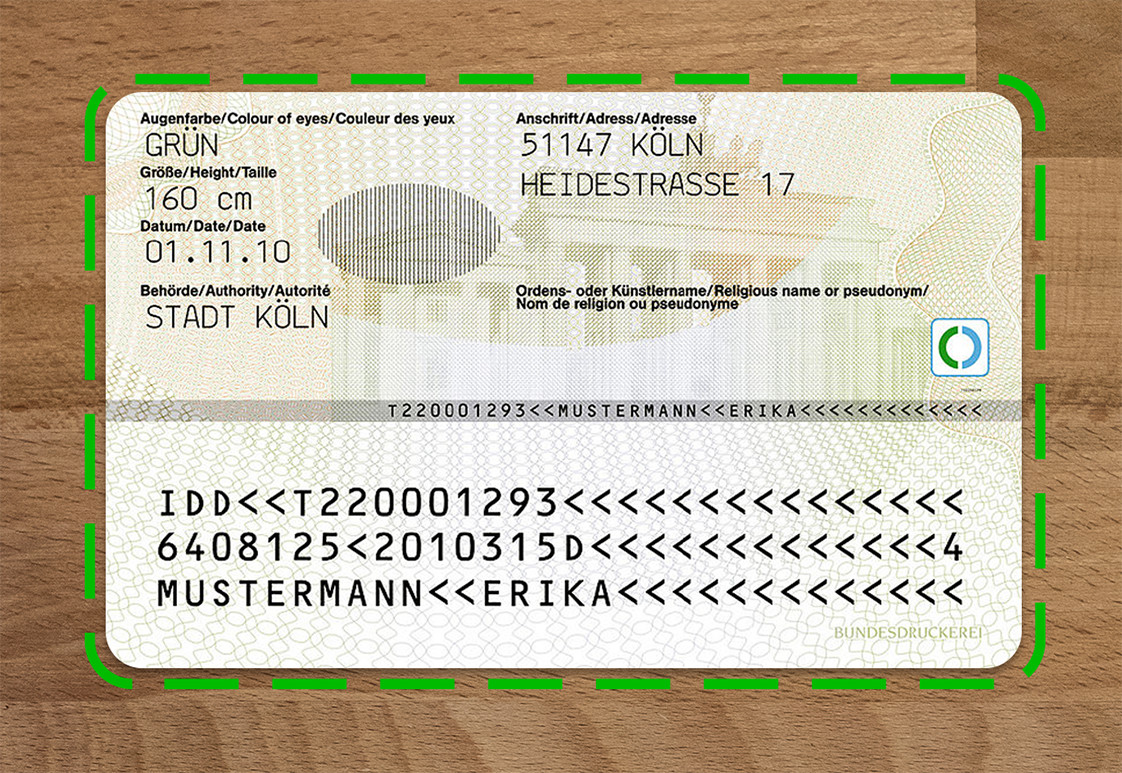 Augenfarbe/Colour of eyes/Couleur des yeux
GRÜN
Größe/Height/Taille
160 cm
Datum/Date/Date
01.11.10
Behörde/Authority/Autorité
STADT KÖLN
Anschrift/Adress/Adresse
51147 KÖLN
HEIDESTRASSE 17
Ordens- oder Künstlername/Religious name or pseudonym/
Nom de religion ou pseudonyme
T220001293<<MUSTERMANN<<ERIKA<<<<<<<<<<<<<
IDD<<T220001293<<<<<<<<<<<<<<<
6408125<2010315D<<<<<<<<<<<<<4
MUSTERMANN<<ERIKA<<<<<<<<<<<<<
BUNDESDRUCKEREI